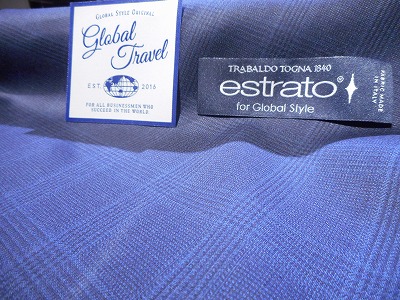 GLOBAL STYLE ORIGINAL
Global
Travel
EST. 2016
FOR ALL BUSINESSMEN WHO
SUCCEED IN THE WORLD
TRABALDO TOGNA 1840
estrato®
for Global Style
FABRIC MADE
IN ITALY